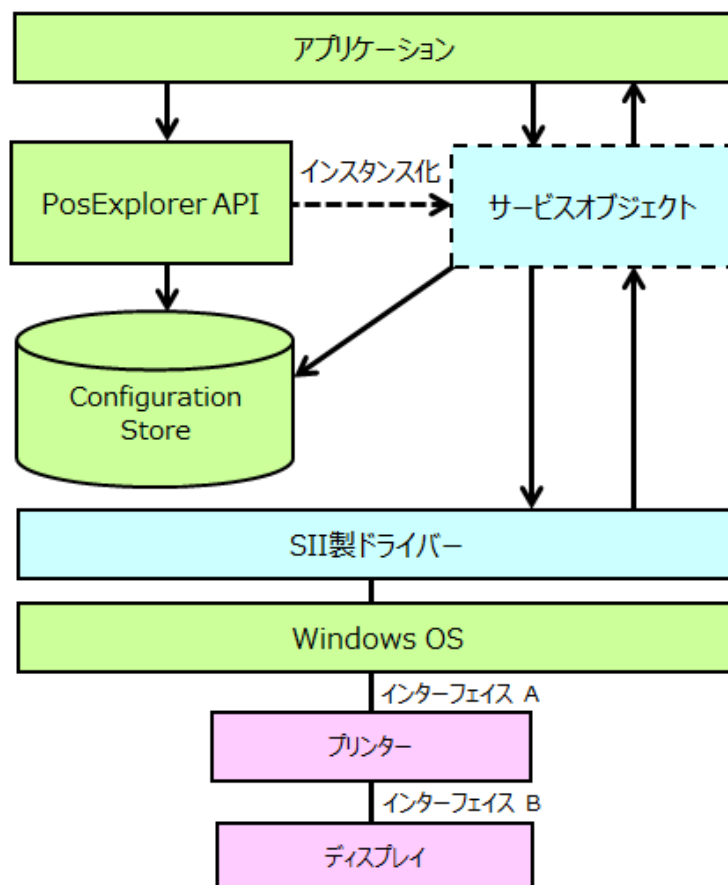 アプリケーション
PosExplorer API
インスタンス化
サービスオブジェクト
Configuration
Store
SII製ドライバー
Windows OS
インターフェイス A
プリンター
インターフェイス B
ディスプレイ